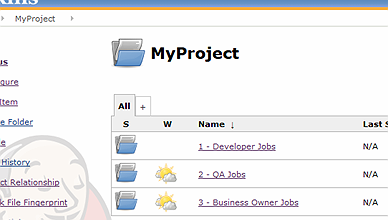 MyProject
MyProject
All +
S W Name ↓ Last S
1 - Developer Jobs N/A
2 - QA Jobs N/A
3 - Business Owner Jobs N/A
us
gure
Item
e Folder
e
History
ct Relationship
k File Fingerprint